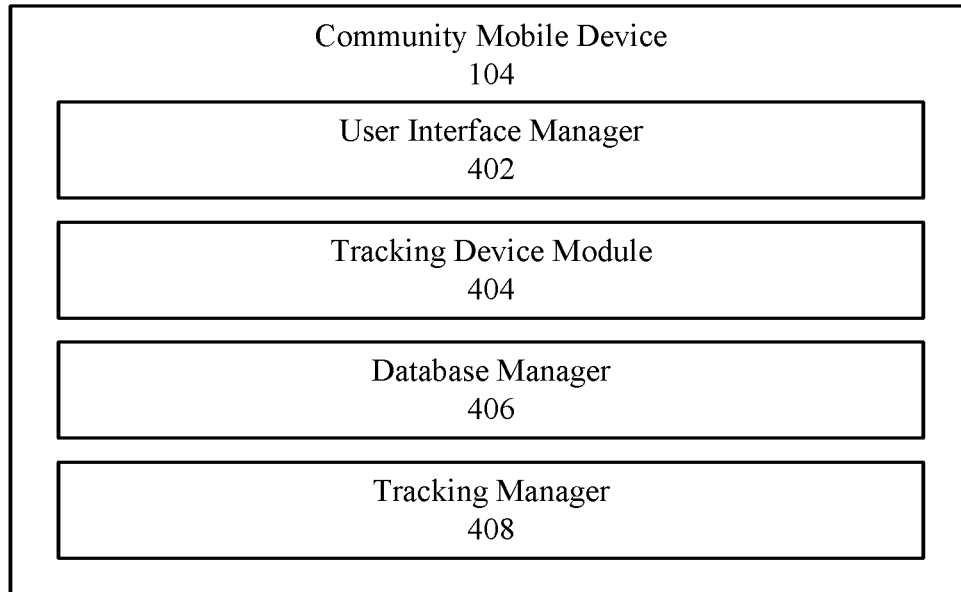 Community Mobile Device
104
User Interface Manager
402
Tracking Device Module
404
Database Manager
406
Tracking Manager
408